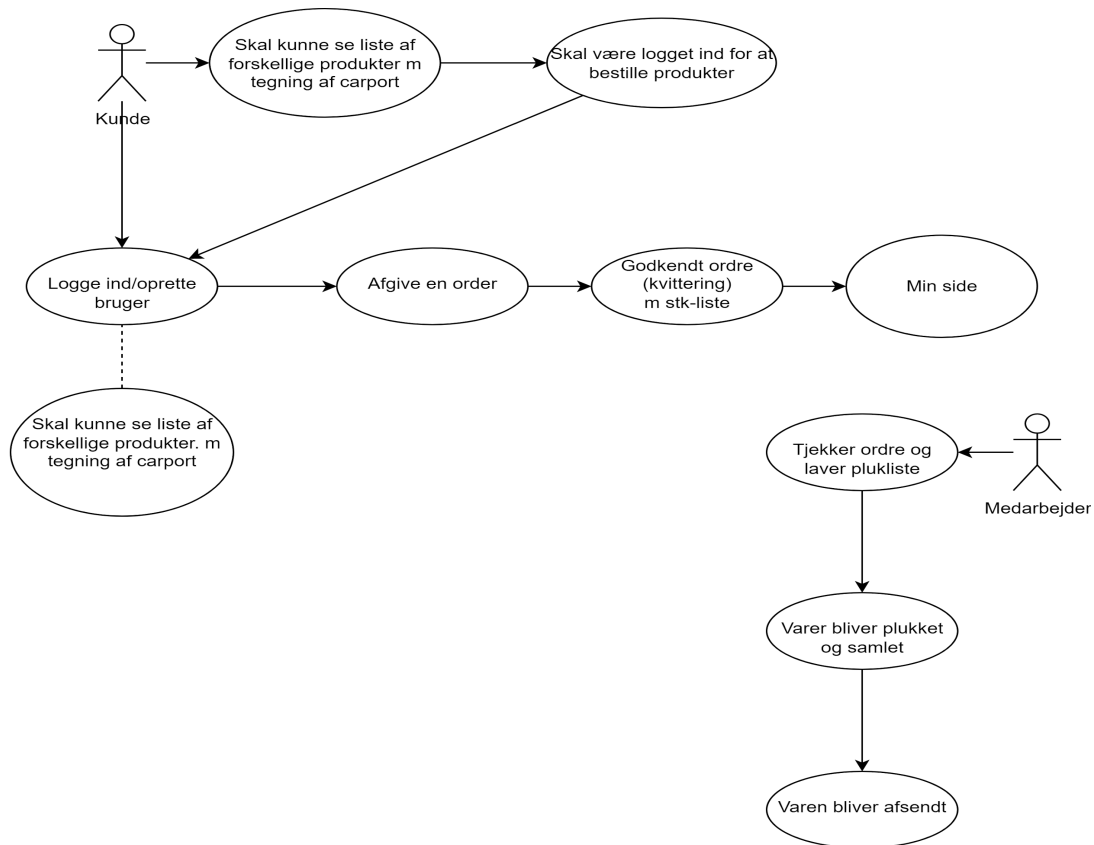 Skal kunne se liste af
forskellige produkter m
tegning af carport
Skal være logget ind for at
bestille produkter
Kunde
Logge ind/oprette
bruger
Afgive en order
Godkendt ordre
(kvittering)
m stk-liste
Min side
Skal kunne se liste af
forskellige produkter. m
tegning af carport
Tjekker ordre og
laver plukliste
Medarbejder
Varer bliver plukket
og samlet
Varen bliver afsendt